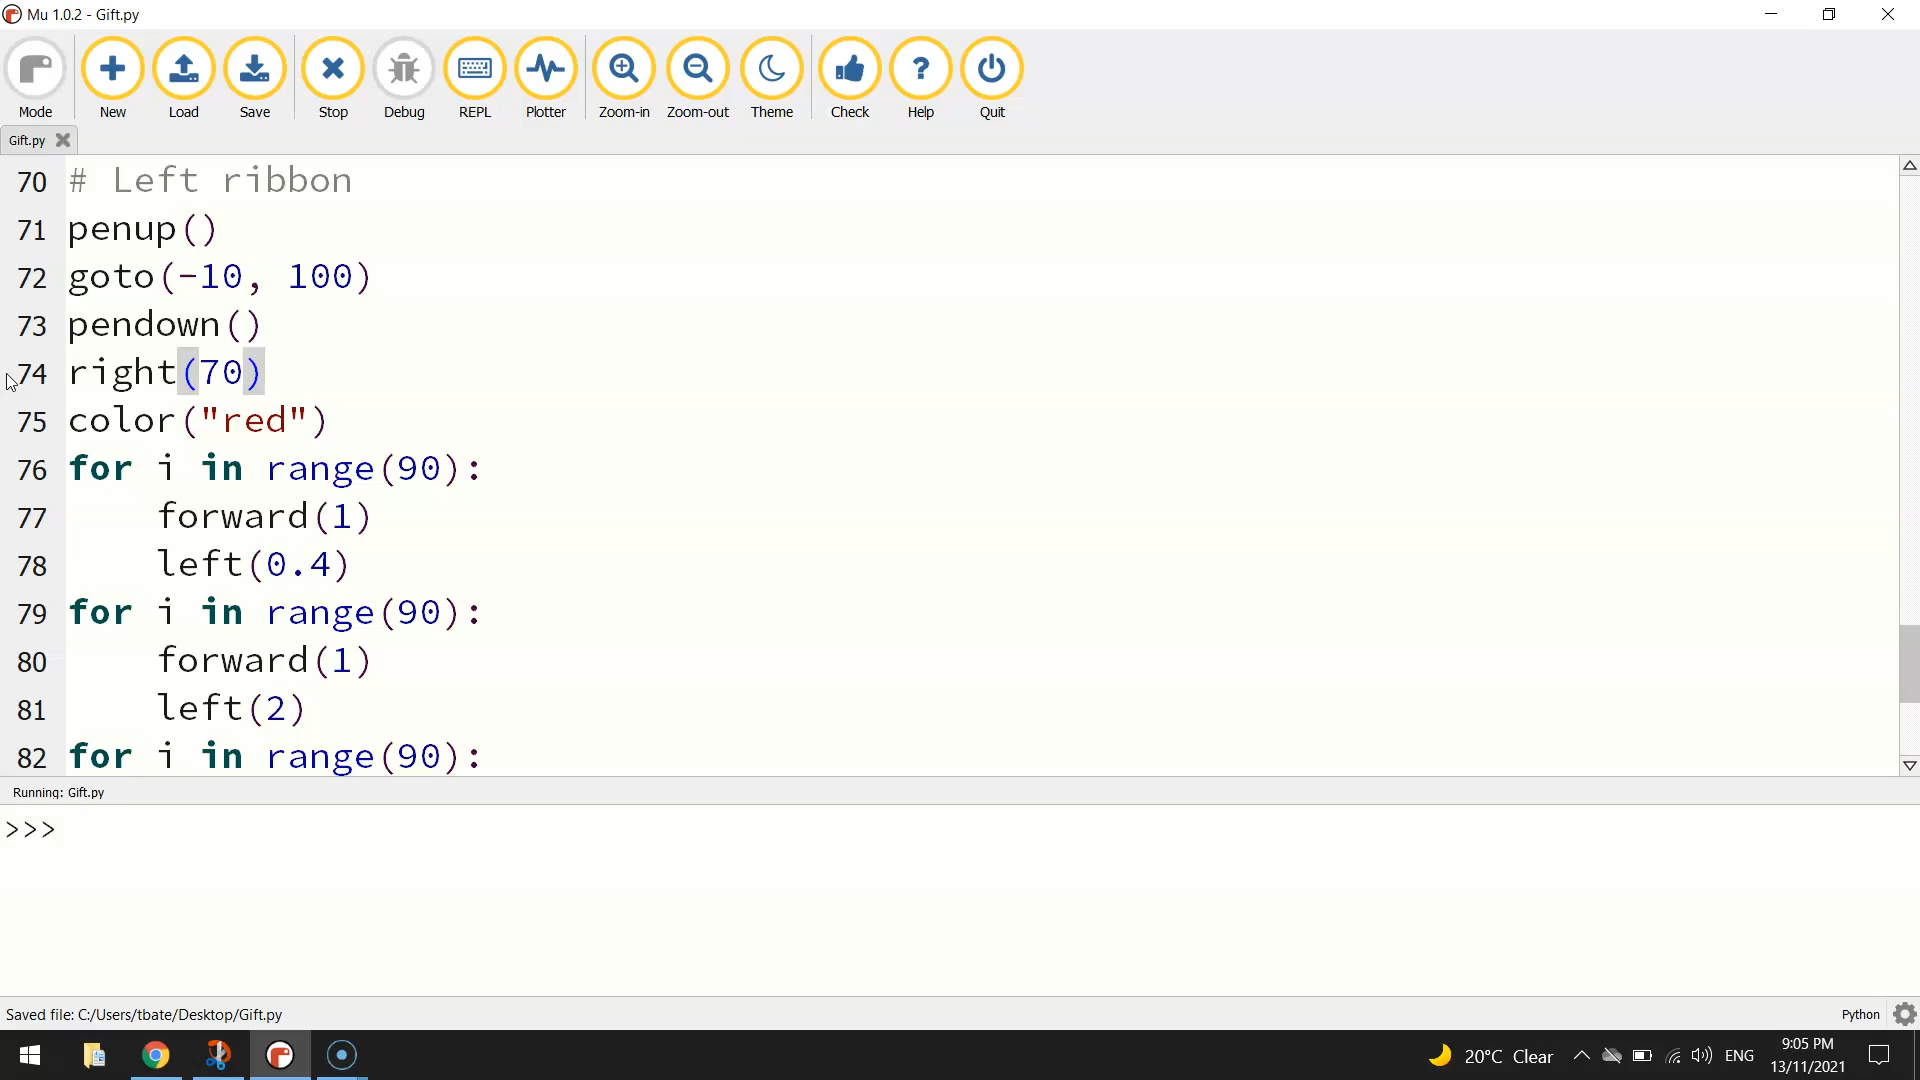 Mu 1.0.2 - Gift.py
Mode New Load Save Stop Debug REPL Plotter Zoom-in Zoom-out Theme Check Help Quit
Gift.py
70 # Left ribbon
71 penup()
72 goto(-10, 100)
73 pendown()
74 right(70)
75 color("red")
76 for i in range(90):
77     forward(1)
78     left(0.4)
79 for i in range(90):
80     forward(1)
81     left(2)
82 for i in range(90):
Running: Gift.py
>>>
Saved file: C:/Users/tbate/Desktop/Gift.py Python
20°C Clear ENG 9:05 PM
13/11/2021